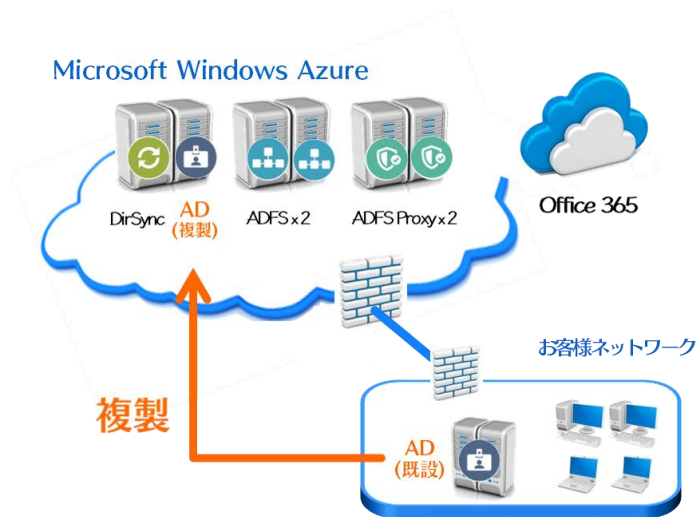 Microsoft Windows Azure
DirSync
AD
(複製)
ADFS x 2
ADFS Proxy x 2
Office 365
お客様ネットワーク
複製
AD
(既設)